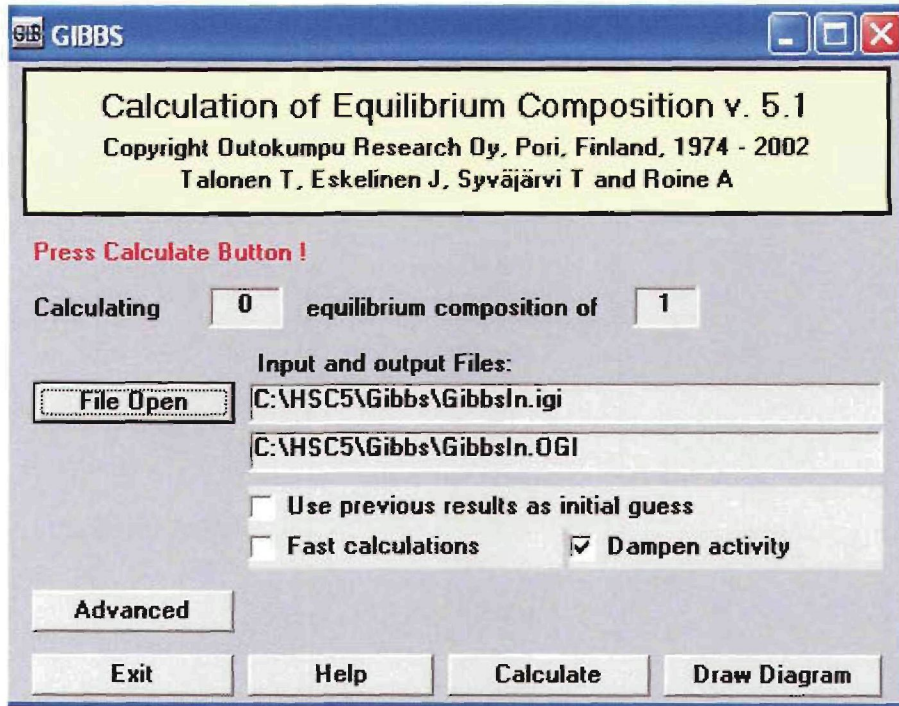 GIB GIBBS
Calculation of Equilibrium Composition v. 5.1
Copyright Outokumpu Research Oy, Pori, Finland, 1974 - 2002
Talonen T, Eskelinen J, Syväjärvi T and Roine A
Press Calculate Button !
Calculating 0 equilibrium composition of 1
Input and output Files:
File Open C:\HSC5\Gibbs\GibbsIn.igi
C:\HSC5\Gibbs\GibbsIn.OGI
Use previous results as initial guess
Fast calculations Dampen activity
Advanced
Exit Help Calculate Draw Diagram